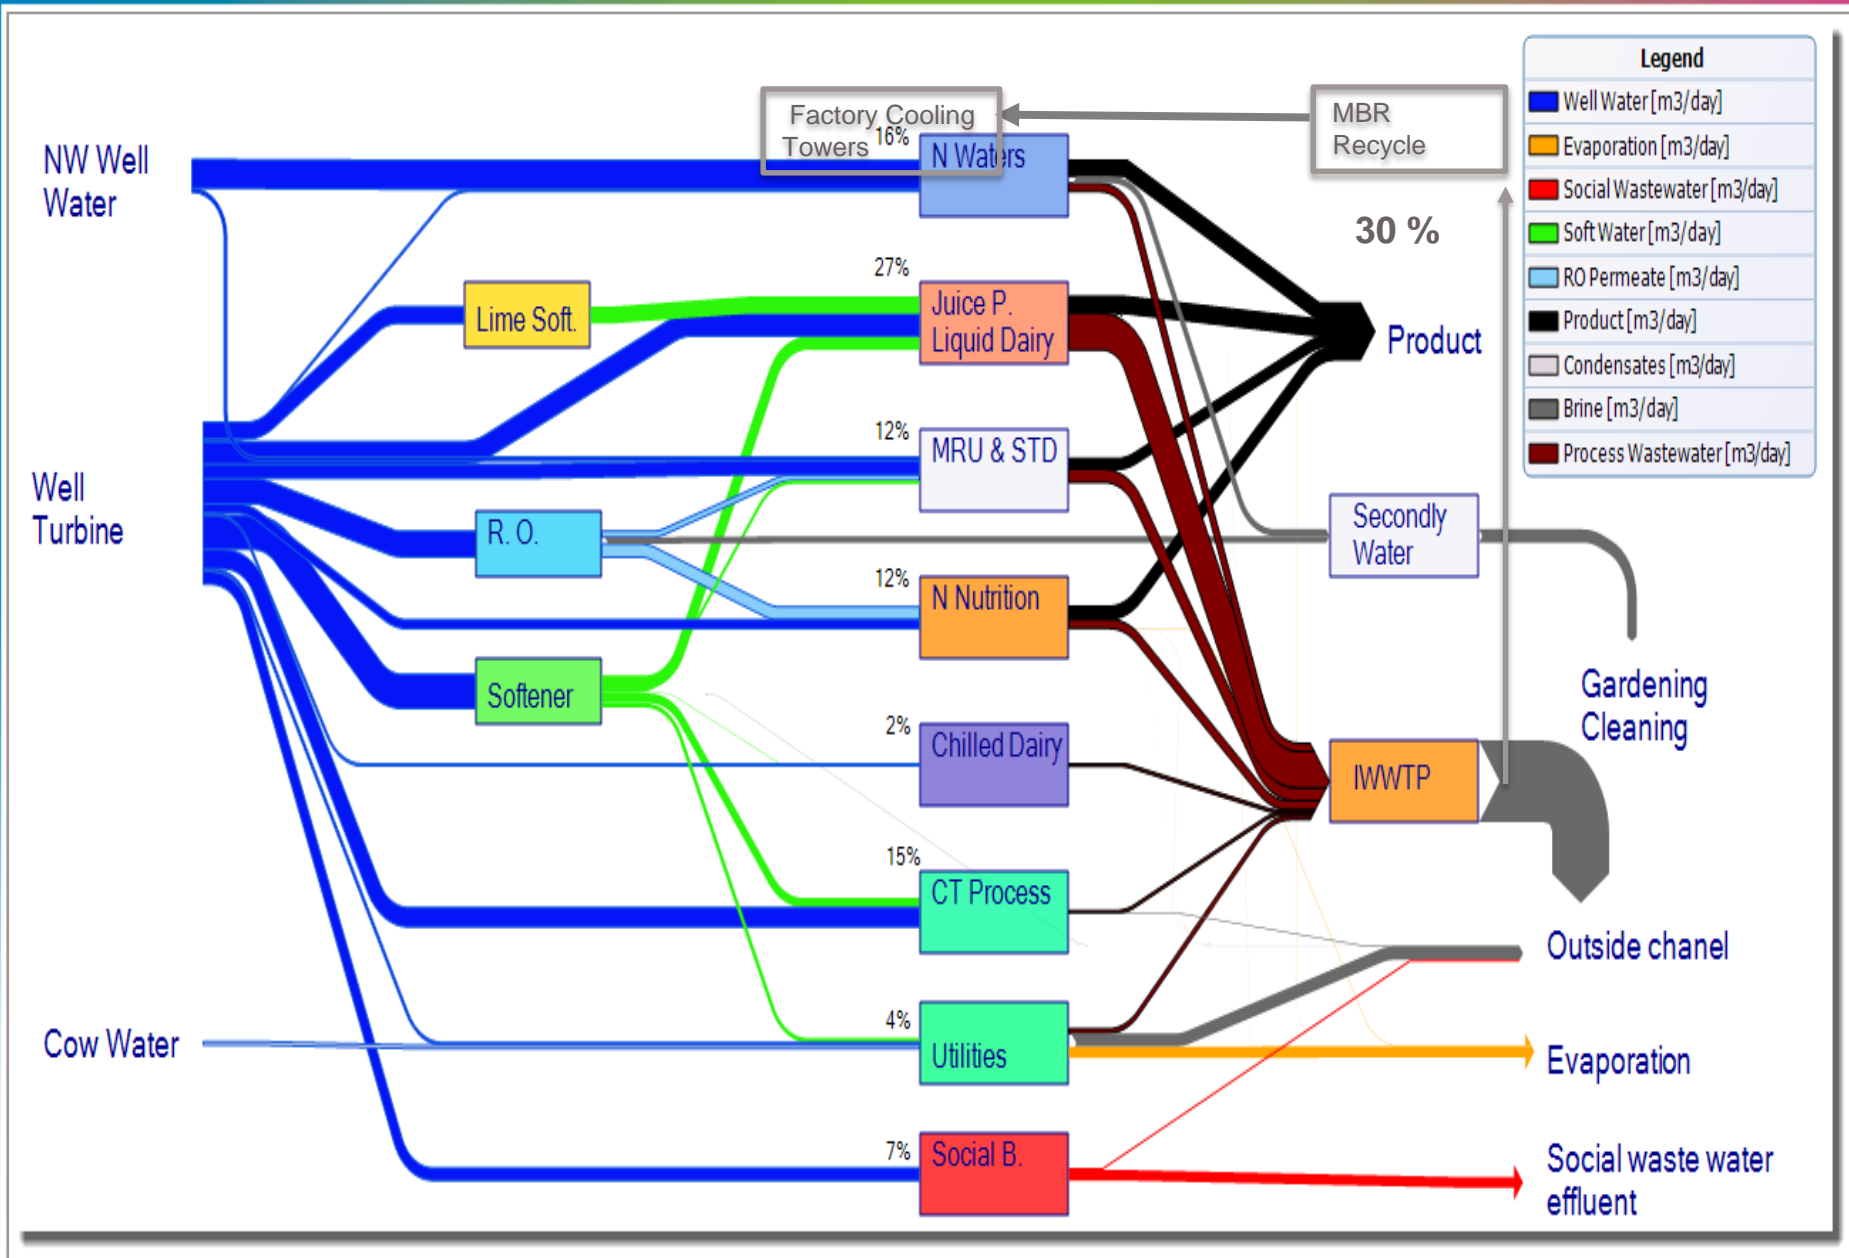 Factory Cooling
Towers
16%
N Waters
MBR
Recycle
30 %
NW Well
Water
Legend
Well Water [m3/day]
Evaporation [m3/day]
Social Wastewater [m3/day]
Soft Water [m3/day]
RO Permeate [m3/day]
Product [m3/day]
Condensates [m3/day]
Brine [m3/day]
Process Wastewater [m3/day]
27%
Lime Soft.
Juice P.
Liquid Dairy
Product
12%
MRU & STD
Well
Turbine
R. O.
Secondly
Water
12%
N Nutrition
Softener
Gardening
Cleaning
2%
Chilled Dairy
IWWTP
15%
CT Process
Outside chanel
Cow Water
4%
Utilities
Evaporation
7%
Social B.
Social waste water
effluent